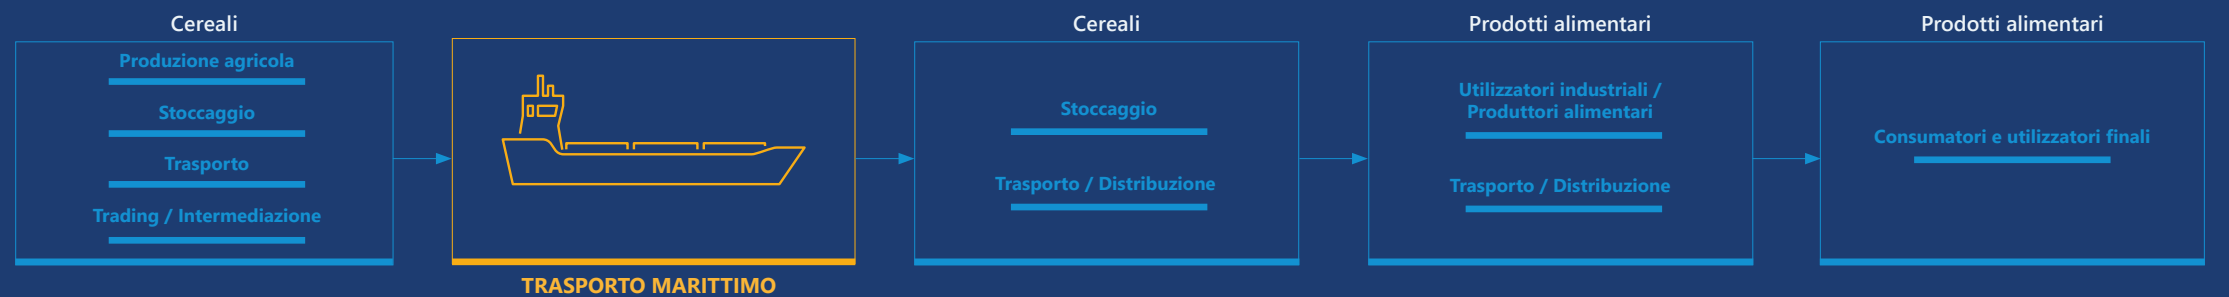 Cereali
Produzione agricola
Stoccaggio
Trasporto
Trading / Intermediazione
TRASPORTO MARITTIMO
Cereali
Stoccaggio
Trasporto / Distribuzione
Prodotti alimentari
Utilizzatori industriali /
Produttori alimentari
Trasporto / Distribuzione
Prodotti alimentari
Consumatori e utilizzatori finali